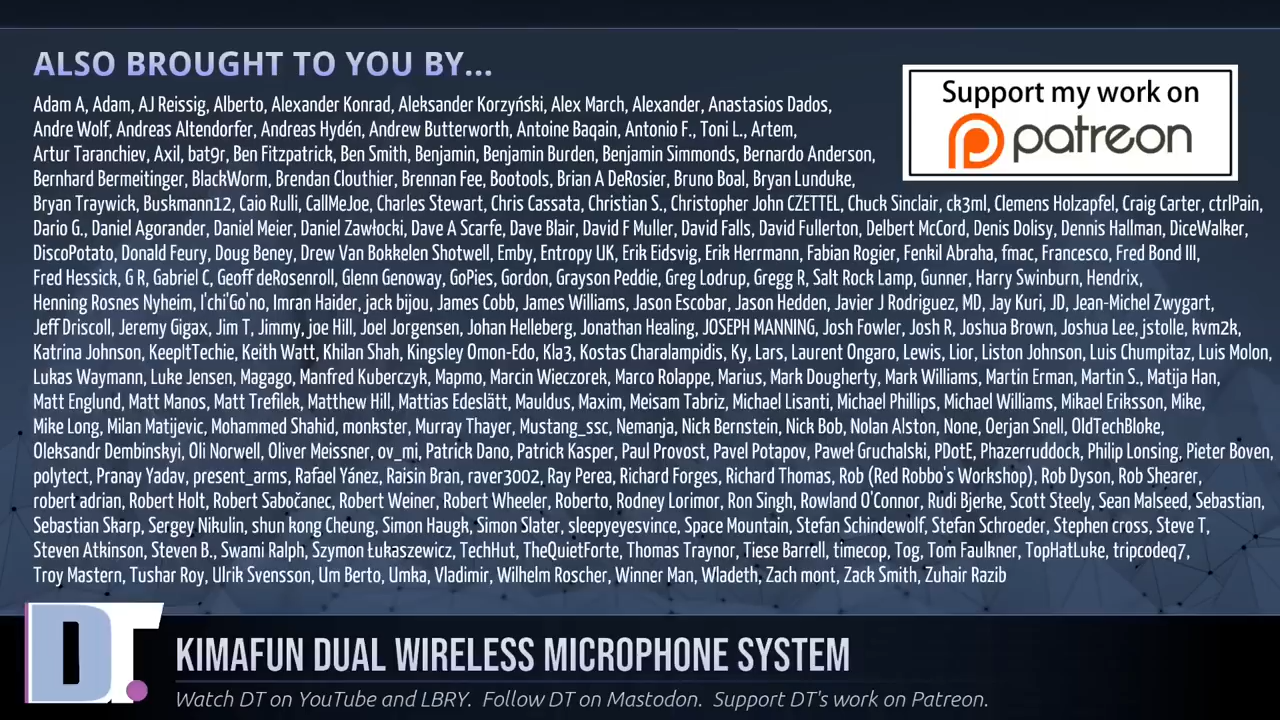 ALSO BROUGHT TO YOU BY...
Support my work on
patreon
Adam A, Adam, AJ Reissig, Alberto, Alexander Konrad, Aleksander Korzyński, Alex March, Alexander, Anastasios Dados,
Andre Wolf, Andreas Altendorfer, Andreas Hydén, Andrew Butterworth, Antoine Baqain, Antonio F., Toni L., Artem,
Artur Taranchiev, Axil, bat9r, Ben Fitzpatrick, Ben Smith, Benjamin, Benjamin Burden, Benjamin Simmonds, Bernardo Anderson,
Bernhard Bermeitinger, BlackWorm, Brendan Clouthier, Brennan Fee, Bootools, Brian A DeRosier, Bruno Boal, Bryan Lunduke,
Bryan Traywick, Buskmann12, Caio Rulli, CallMeJoe, Charles Stewart, Chris Cassata, Christian S., Christopher John CZETTEL, Chuck Sinclair, ck3ml, Clemens Holzapfel, Craig Carter, ctrlPain,
Dario G., Daniel Agorander, Daniel Meier, Daniel Zawłocki, Dave A Scarfe, Dave Blair, David F Muller, David Falls, David Fullerton, Delbert McCord, Denis Dolisy, Dennis Hallman, DiceWalker,
DiscoPotato, Donald Feury, Doug Beney, Drew Van Bokkelen Shotwell, Emby, Entropy UK, Erik Eidsvig, Erik Herrmann, Fabian Rogier, Fenkil Abraha, fmac, Francesco, Fred Bond III,
Fred Hessick, G R, Gabriel C, Geoff deRosenroll, Glenn Genoway, GoPies, Gordon, Grayson Peddie, Greg Lodrup, Gregg R, Salt Rock Lamp, Gunner, Harry Swinburn, Hendrix,
Henning Rosnes Nyheim, I'chi'Go'no, Imran Haider, jack bijou, James Cobb, James Williams, Jason Escobar, Jason Hedden, Javier J Rodriguez, MD, Jay Kuri, JD, Jean-Michel Zwygart,
Jeff Driscoll, Jeremy Gigax, Jim T, Jimmy, joe Hill, Joel Jorgensen, Johan Helleberg, Jonathan Healing, JOSEPH MANNING, Josh Fowler, Josh R, Joshua Brown, Joshua Lee, jstolle, kvm2k,
Katrina Johnson, KeepItTechie, Keith Watt, Khilan Shah, Kingsley Omon-Edo, Kla3, Kostas Charalampidis, Ky, Lars, Laurent Ongaro, Lewis, Lior, Liston Johnson, Luis Chumpitaz, Luis Molon,
Lukas Waymann, Luke Jensen, Magago, Manfred Kuberczyk, Mapmo, Marcin Wieczorek, Marco Rolappe, Marius, Mark Dougherty, Mark Williams, Martin Erman, Martin S., Matija Han,
Matt Englund, Matt Manos, Matt Trefilek, Matthew Hill, Mattias Edeslätt, Mauldus, Maxim, Meisam Tabriz, Michael Lisanti, Michael Phillips, Michael Williams, Mikael Eriksson, Mike,
Mike Long, Milan Matijevic, Mohammed Shahid, monkster, Murray Thayer, Mustang_ssc, Nemanja, Nick Bernstein, Nick Bob, Nolan Alston, None, Oerjan Snell, OldTechBloke,
Oleksandr Dembinskyi, Oli Norwell, Oliver Meissner, ov_mi, Patrick Dano, Patrick Kasper, Paul Provost, Pavel Potapov, Paweł Gruchalski, PDotE, Phazerruddock, Philip Lonsing, Pieter Boven,
polytect, Pranay Yadav, present_arms, Rafael Yánez, Raisin Bran, raver3002, Ray Perea, Richard Forges, Richard Thomas, Rob (Red Robbo's Workshop), Rob Dyson, Rob Shearer,
robert adrian, Robert Holt, Robert Sabočanec, Robert Weiner, Robert Wheeler, Roberto, Rodney Lorimor, Ron Singh, Rowland O'Connor, Rudi Bjerke, Scott Steely, Sean Malseed, Sebastian,
Sebastian Skarp, Sergey Nikulin, shun kong Cheung, Simon Haugk, Simon Slater, sleepyeyesvince, Space Mountain, Stefan Schindewolf, Stefan Schroeder, Stephen cross, Steve T,
Steven Atkinson, Steven B., Swami Ralph, Szymon Łukaszewicz, TechHut, TheQuietForte, Thomas Traynor, Tiese Barrell, timecop, Tog, Tom Faulkner, TopHatLuke, tripcodeq7,
Troy Mastern, Tushar Roy, Ulrik Svensson, Um Berto, Umka, Vladimir, Wilhelm Roscher, Winner Man, Wladeth, Zach mont, Zack Smith, Zuhair Razib
DT.
KIMAFUN DUAL WIRELESS MICROPHONE SYSTEM
Watch DT on YouTube and LBRY. Follow DT on Mastodon. Support DT's work on Patreon.